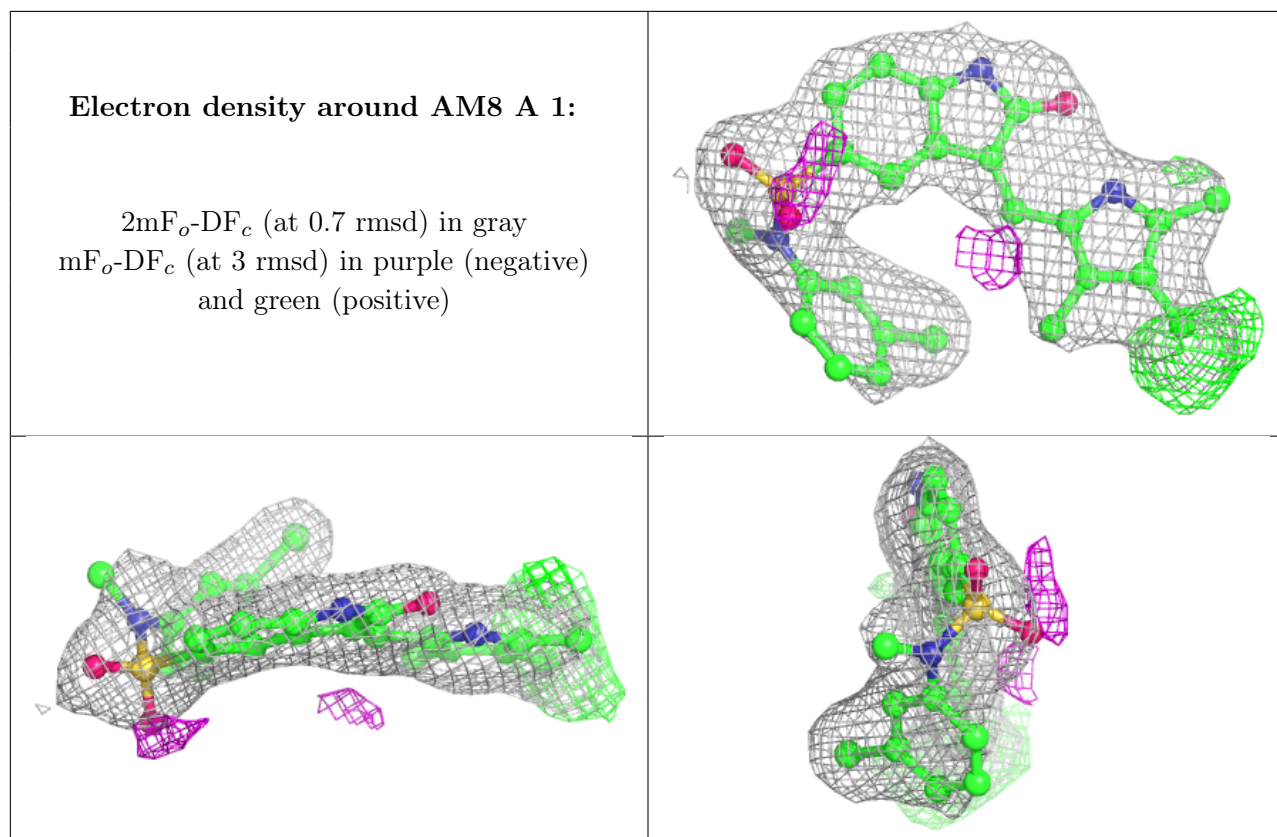 Electron density around AM8 A 1:
2mFo-DFc (at 0.7 rmsd) in gray
mFo-DFc (at 3 rmsd) in purple (negative)
and green (positive)